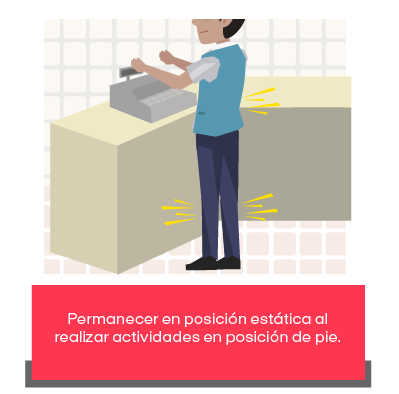 Permanecer en posición estática al
realizar actividades en posición de pie.